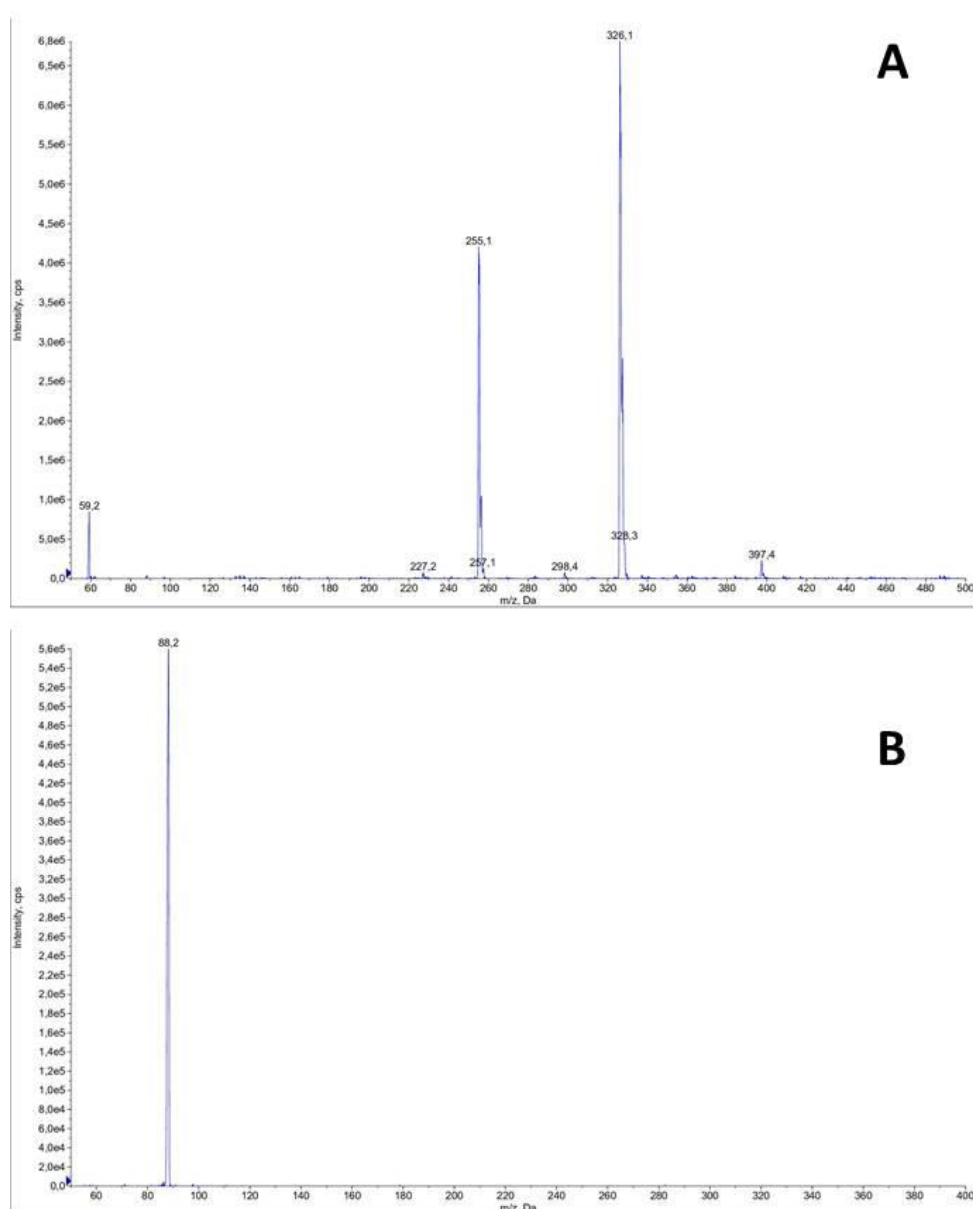 A
6,8e6
6,5e6
6,0e6
5,5e6
5,0e6
4,5e6
4,0e6
3,5e6
3,0e6
2,5e6
2,0e6
1,5e6
1,0e6
5,0e5
0,0
Intensity, cps
326,1
255,1
59,2
227,2
257,1
298,4
328,3
397,4
60 80 100 120 140 160 180 200 220 240 260 280 300 320 340 360 380 400 420 440 460 480 500
m/z, Da
B
5,6e5
5,4e5
5,2e5
5,0e5
4,8e5
4,6e5
4,4e5
4,2e5
4,0e5
3,8e5
3,6e5
3,4e5
3,2e5
3,0e5
2,8e5
2,6e5
2,4e5
2,2e5
2,0e5
1,8e5
1,6e5
1,4e5
1,2e5
1,0e5
8,0e4
6,0e4
4,0e4
2,0e4
0,0
Intensity, cps
88,2
60 80 100 120 140 160 180 200 220 240 260 280 300 320 340 360 380 400
m/z, Da